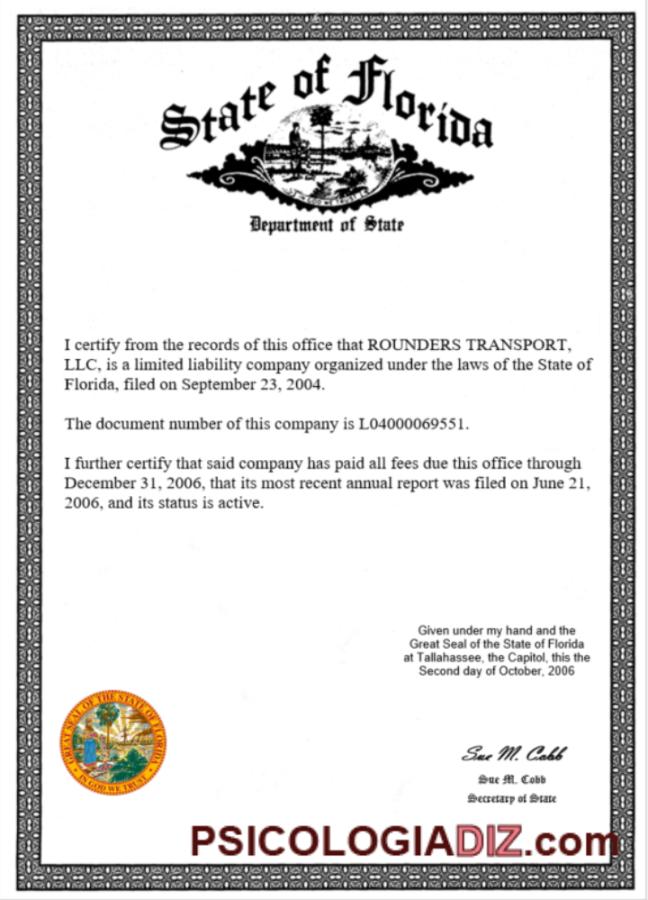 State of Florida
IN GOD WE TRUST
Department of State
I certify from the records of this office that ROUNDERS TRANSPORT,
LLC, is a limited liability company organized under the laws of the State of
Florida, filed on September 23, 2004.
The document number of this company is L04000069551.
I further certify that said company has paid all fees due this office through
December 31, 2006, that its most recent annual report was filed on June 21,
2006, and its status is active.
Given under my hand and the
Great Seal of the State of Florida
at Tallahassee, the Capitol, this the
Second day of October, 2006
GREAT SEAL OF THE STATE OF FLORIDA
IN GOD WE TRUST
Sue M. Cobb
Sue M. Cobb
Secretary of State
PSICOLOGIADIZ.com